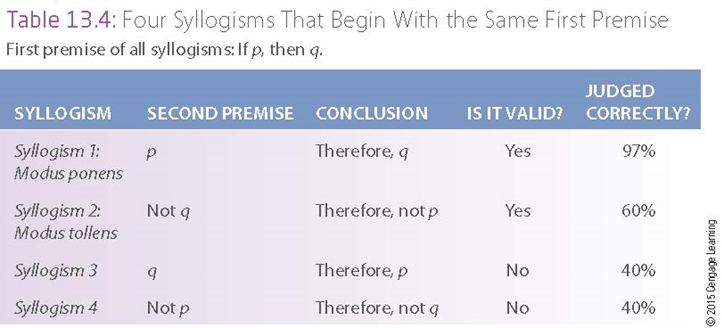 Table 13.4: Four Syllogisms That Begin With the Same First Premise
First premise of all syllogisms: If p, then q.
JUDGED
SYLLOGISM SECOND PREMISE CONCLUSION IS IT VALID? CORRECTLY?
Syllogism 1: p Therefore, q Yes 97%
Modus ponens
Syllogism 2: Not q Therefore, not p Yes 60%
Modus tollens
Syllogism 3 q Therefore, p No 40%
Syllogism 4 Not p Therefore, not q No 40%
© 2015 Cengage Learning